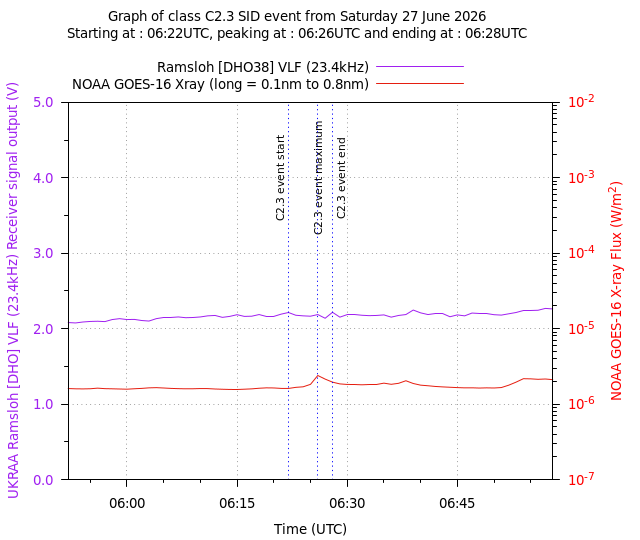 Graph of class C2.3 SID event from Saturday 27 June 2026
Starting at : 06:22UTC, peaking at : 06:26UTC and ending at : 06:28UTC
Ramsloh [DHO38] VLF (23.4kHz)
NOAA GOES-16 Xray (long = 0.1nm to 0.8nm)
UKRAA Ramsloh [DHO] VLF (23.4kHz) Receiver signal output (V)
5.0
4.0
3.0
2.0
1.0
0.0
C2.3 event start
C2.3 event maximum
C2.3 event end
10^-2
10^-3
10^-4
10^-5
10^-6
10^-7
NOAA GOES-16 X-ray Flux (W/m²)
06:00 06:15 06:30 06:45
Time (UTC)